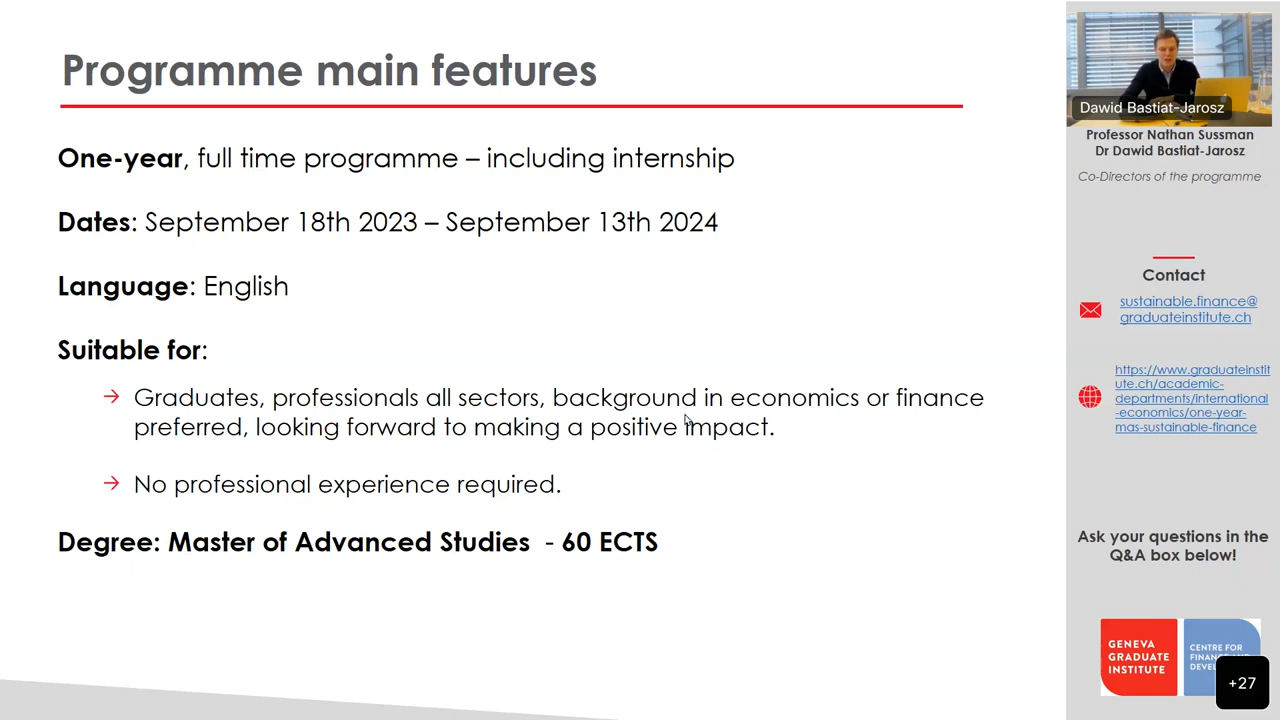 Programme main features
One-year, full time programme – including internship
Dates: September 18th 2023 – September 13th 2024
Language: English
Suitable for:
→ Graduates, professionals all sectors, background in economics or finance
preferred, looking forward to making a positive impact.
→ No professional experience required.
Degree: Master of Advanced Studies - 60 ECTS
Dawid Bastiat-Jarosz
Professor Nathan Sussman
Dr Dawid Bastiat-Jarosz
Co-Directors of the programme
Contact
sustainable.finance@
graduateinstitute.ch
https://www.graduateinstit
ute.ch/academic-
departments/international
-economics/one-year-
mas-sustainable-finance
Ask your questions in the
Q&A box below!
GENEVA
GRADUATE
INSTITUTE
CENTRE FOR
+27